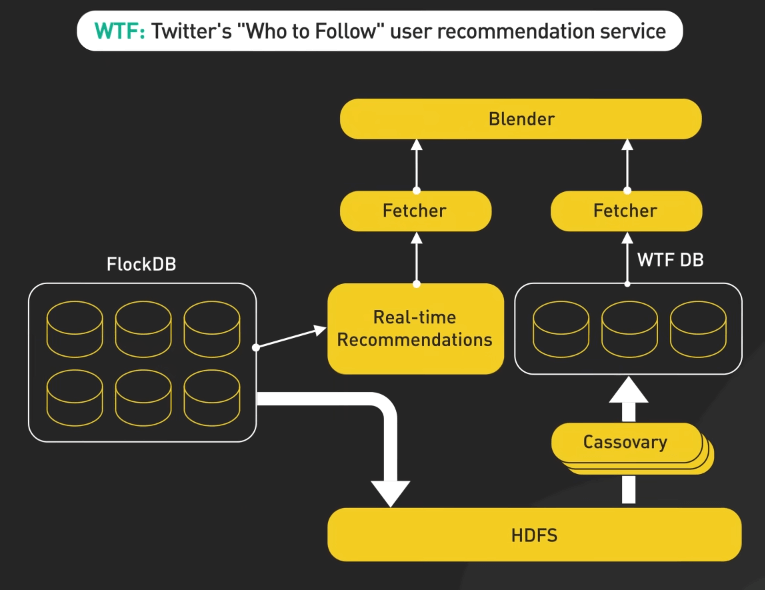 WTF: Twitter's "Who to Follow" user recommendation service
Blender
Fetcher
Fetcher
FlockDB
WTF DB
Real-time
Recommendations
Cassovary
HDFS